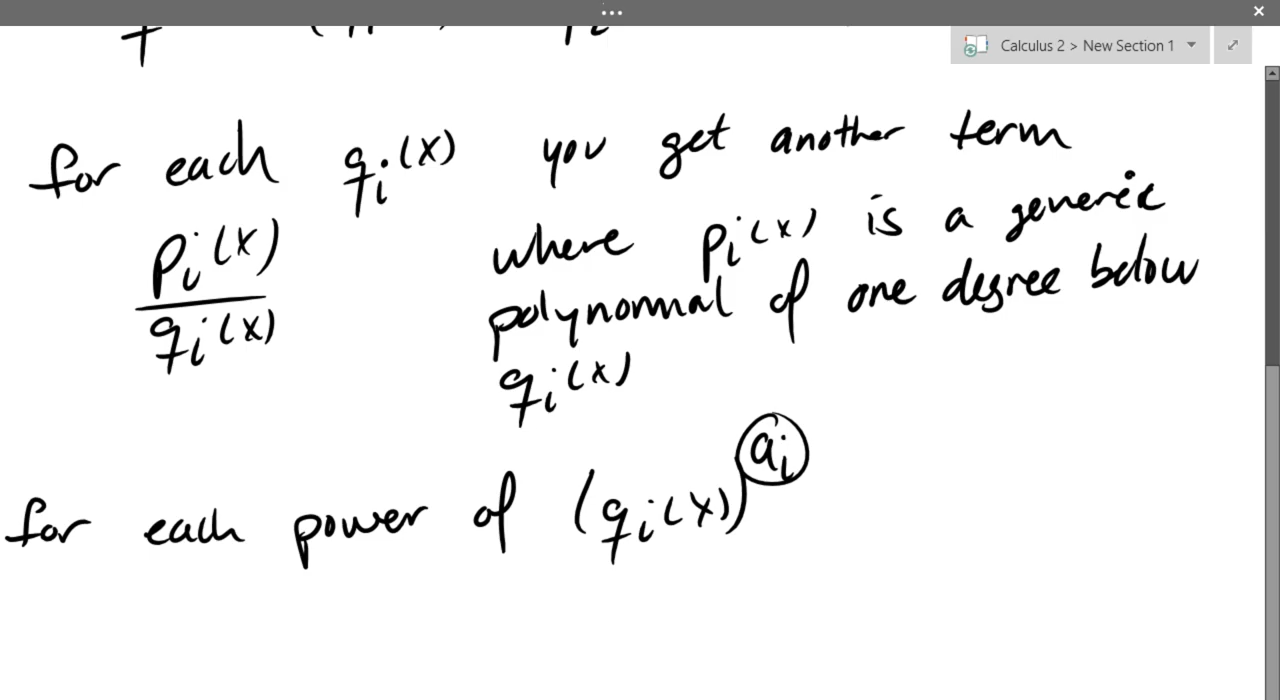 Calculus 2 > New Section 1
for each qᵢ(x) you get another term
pᵢ(x) / qᵢ(x) where pᵢ(x) is a generic
polynomial of one degree below
qᵢ(x)
for each power of (qᵢ(x))^aᵢ